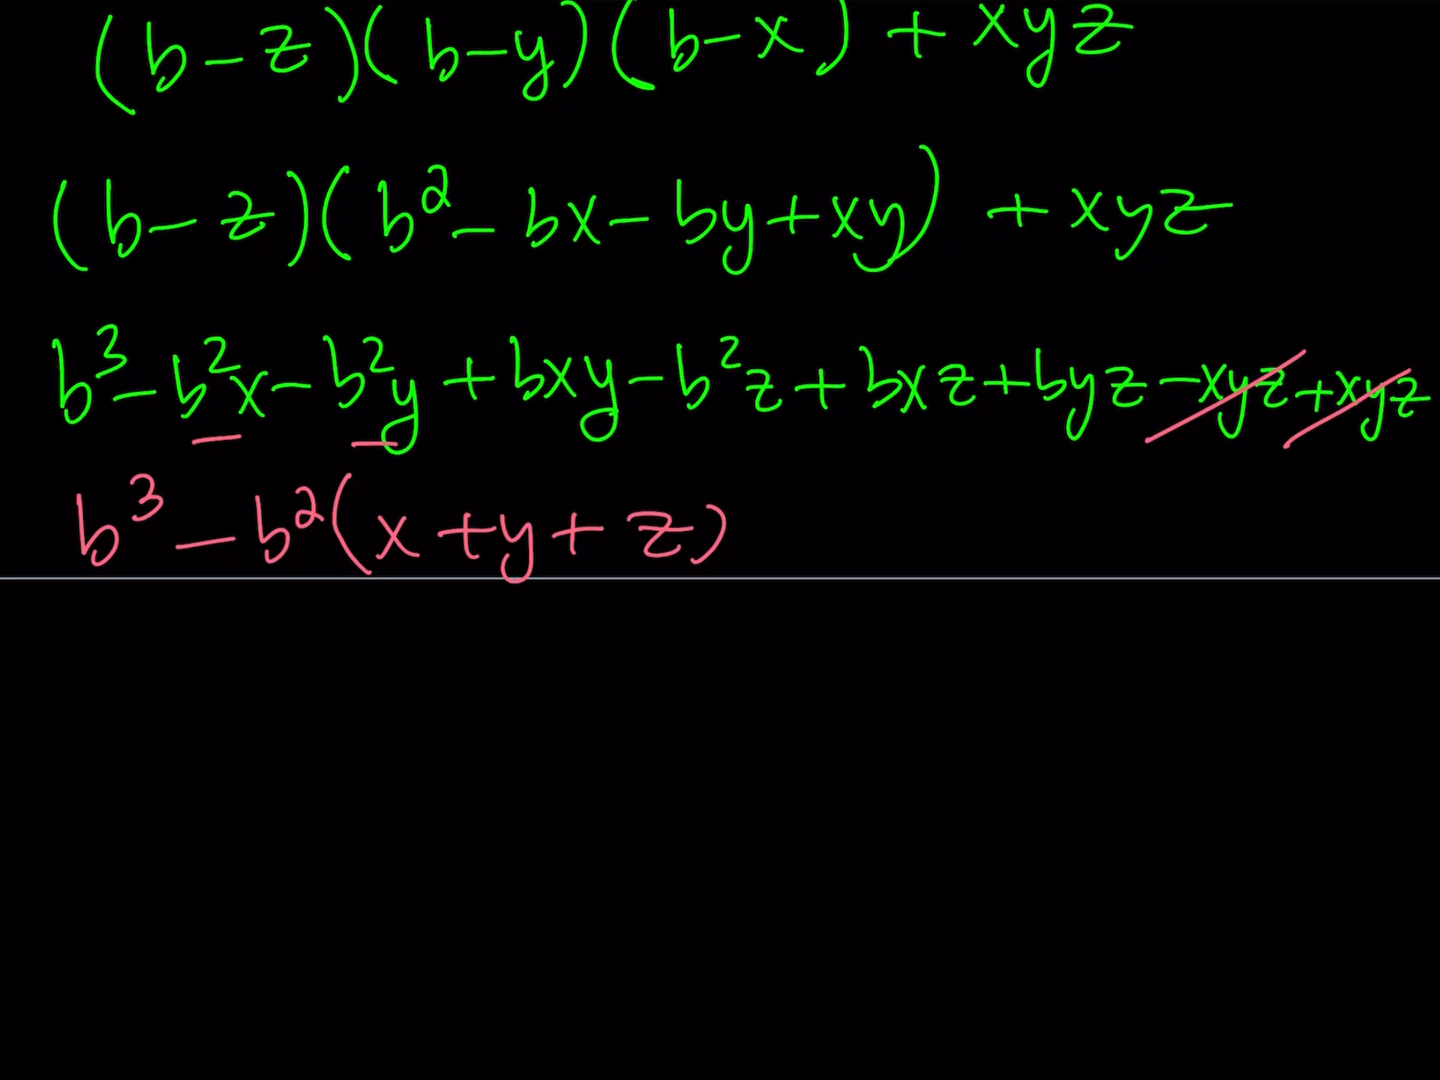 (b-z)(b-y)(b-x) + xyz
(b-z)(b²-bx-by+xy) + xyz
b³-b²x-b²y+bxy-b²z+bxz+byz-xyz+xyz
b³-b²(x+y+z)